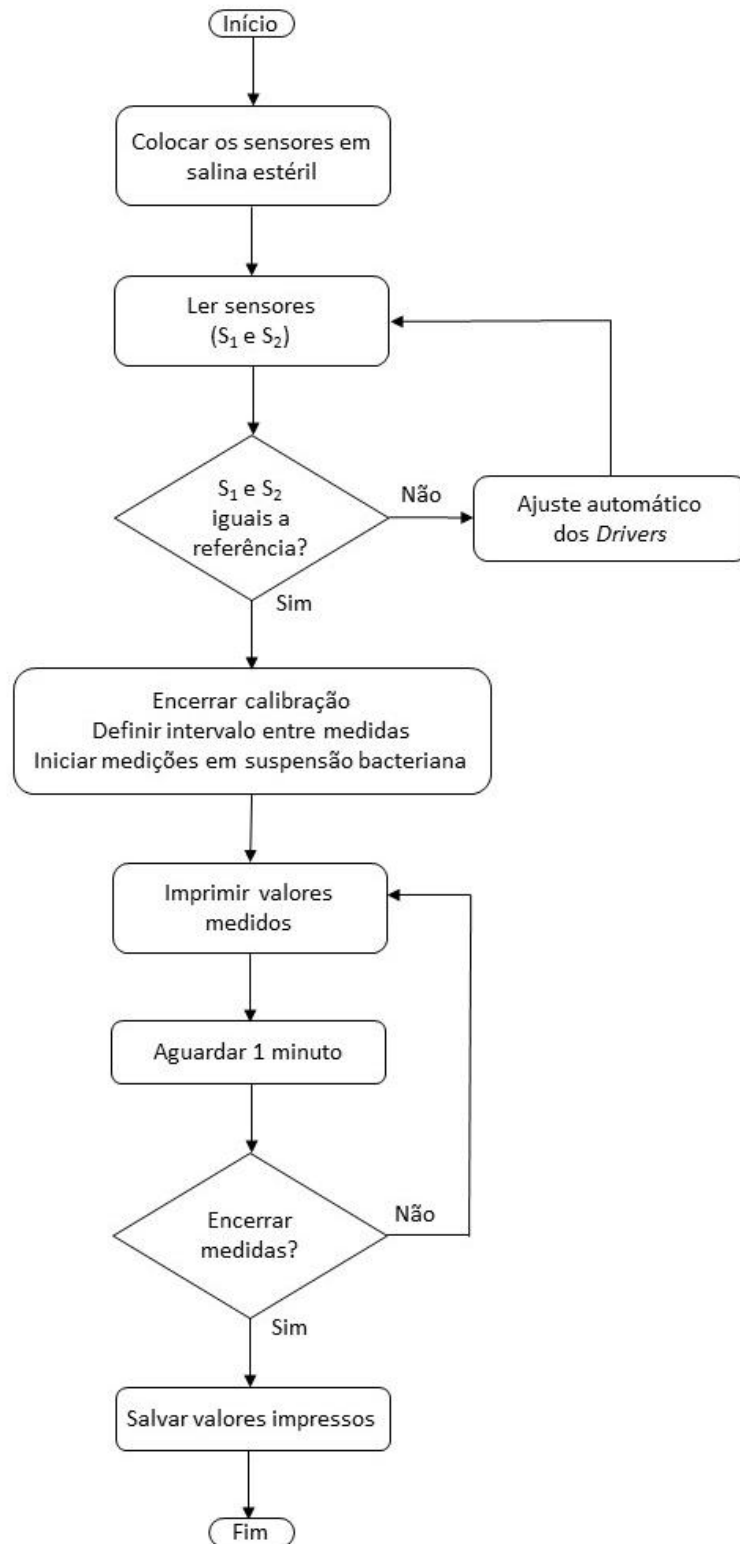 Início
Colocar os sensores em
salina estéril
Ler sensores
(S₁ e S₂)
S₁ e S₂
iguais a
referência?
Não
Ajuste automático
dos Drivers
Sim
Encerrar calibração
Definir intervalo entre medidas
Iniciar medições em suspensão bacteriana
Imprimir valores
medidos
Aguardar 1 minuto
Encerrar
medidas?
Não
Sim
Salvar valores impressos
Fim